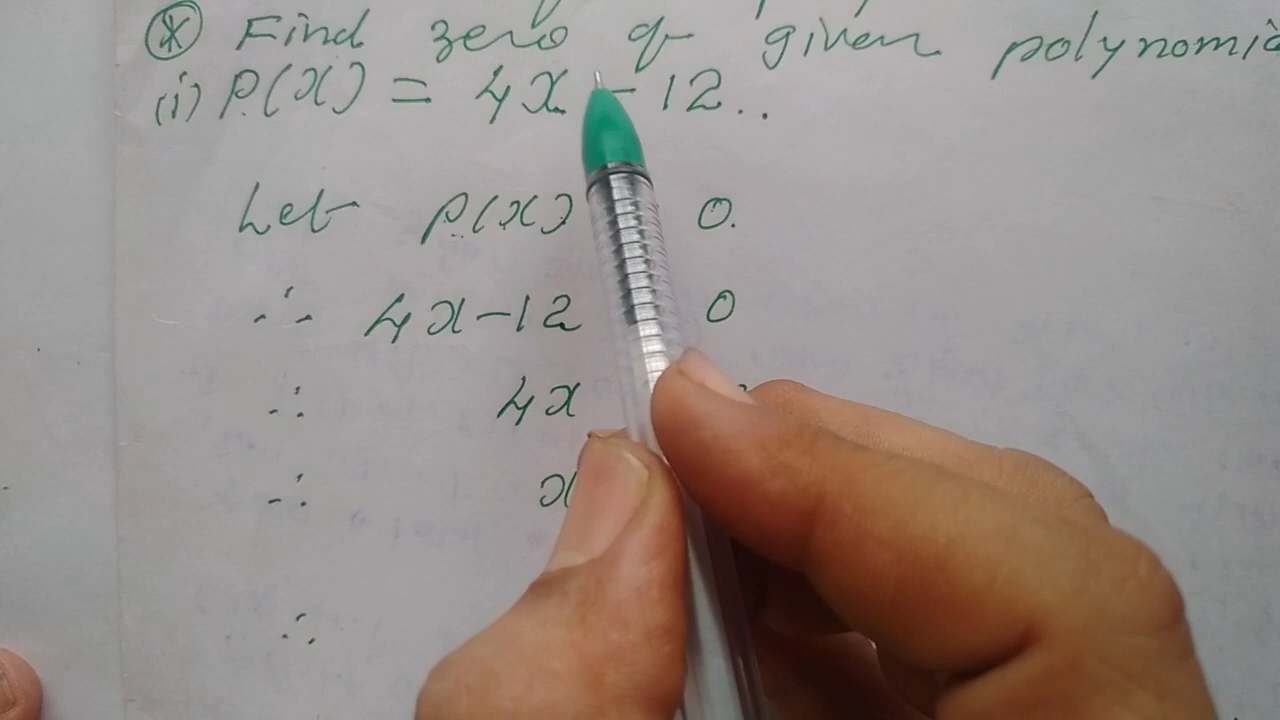 Find zero of given polynomia
(i) P(x) = 4x - 12..
Let P(x) 0.
∴ 4x-12 0
∴ 4x
∴ x
∴